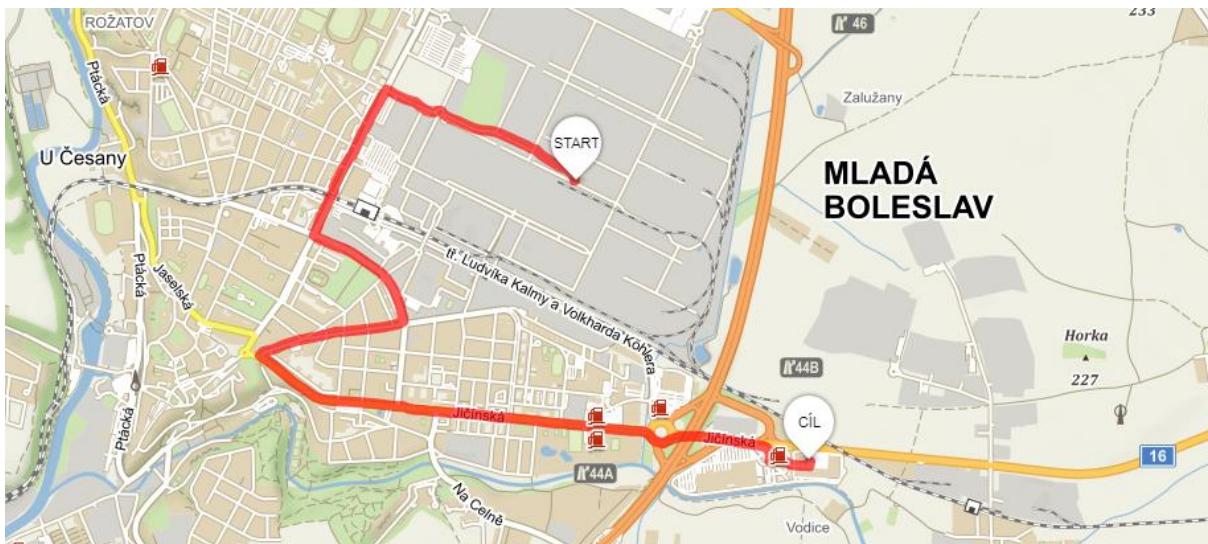 ROŽATOV
46
233
Ptácká
Zalužany
START
U Česany
MLADÁ
BOLESLAV
Ptácká
Jaselská
tř. Ludvíka Kalmy a Volkharda Köhlera
Horka
227
44B
CÍL
Jičínská
Jičínská
16
Ptácká
44A
Na Celně
Vodice